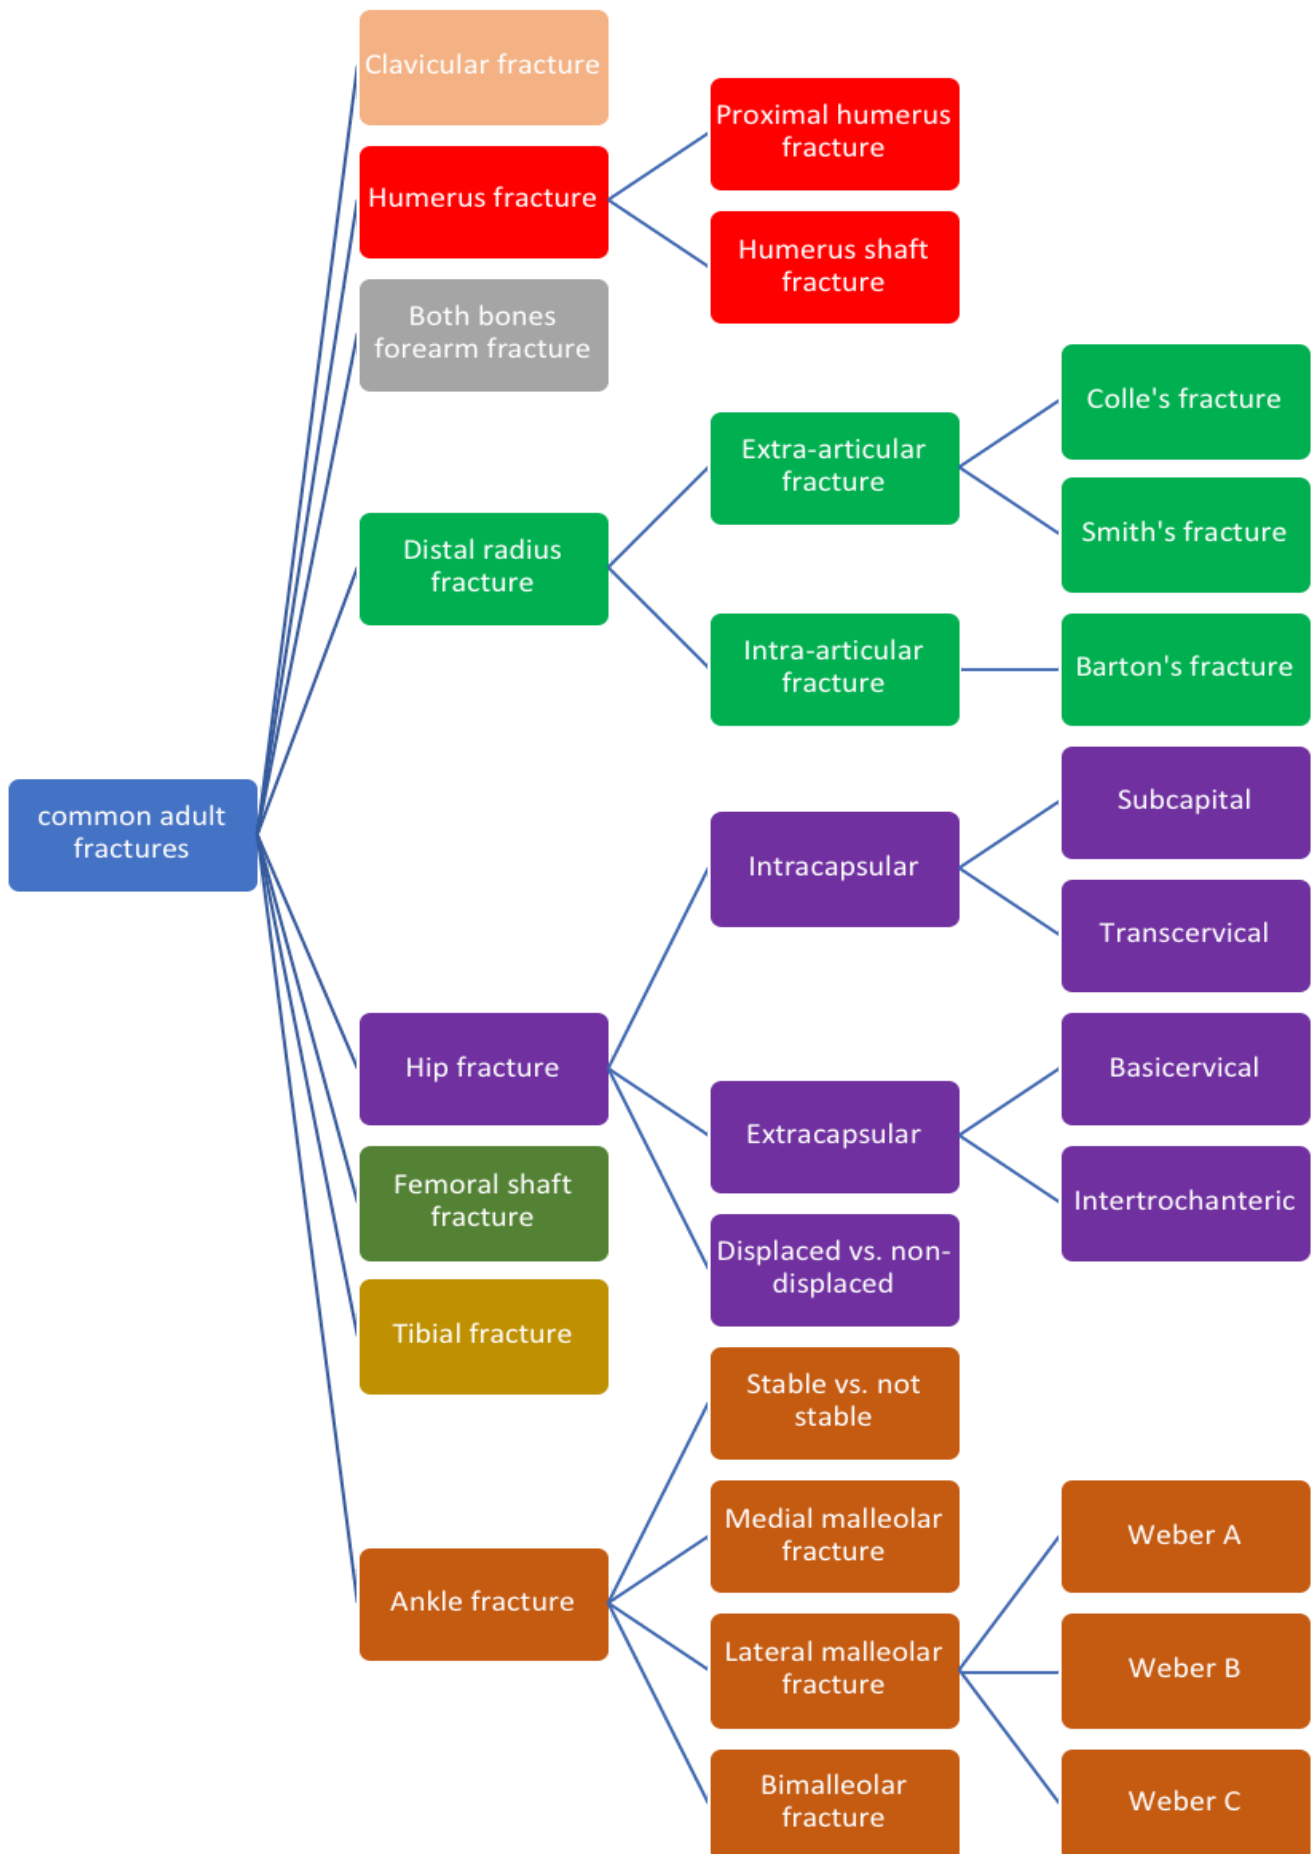 Clavicular fracture
Proximal humerus
fracture
Humerus fracture
Humerus shaft
fracture
Both bones
forearm fracture
Colle's fracture
Extra-articular
fracture
Smith's fracture
Distal radius
fracture
Intra-articular
fracture
Barton's fracture
common adult
fractures
Subcapital
Intracapsular
Transcervical
Hip fracture
Basicervical
Extracapsular
Intertrochanteric
Femoral shaft
fracture
Displaced vs. non-
displaced
Tibial fracture
Stable vs. not
stable
Medial malleolar
fracture
Weber A
Ankle fracture
Lateral malleolar
fracture
Weber B
Bimalleolar
fracture
Weber C